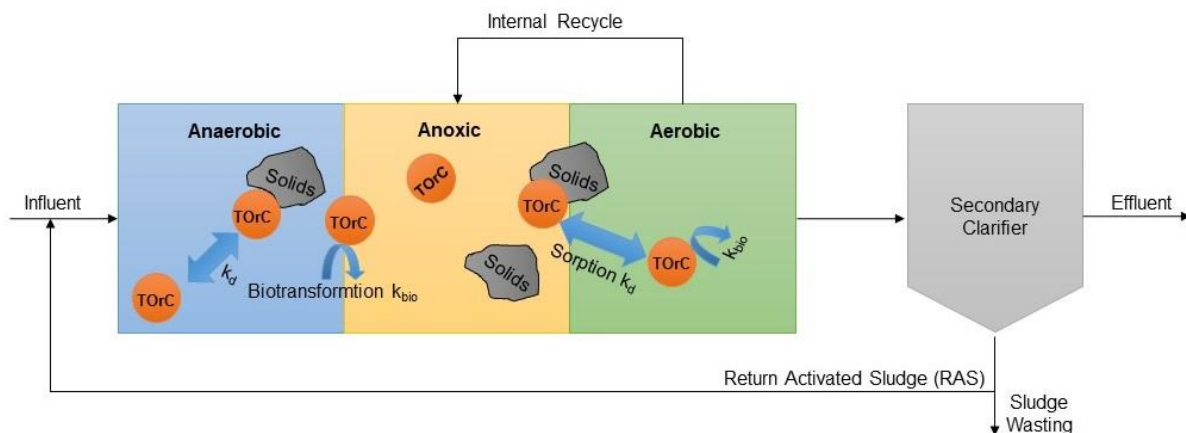 Internal Recycle
Anaerobic
Anoxic
Aerobic
Solids
TOrC
TOrC
TOrC
Solids
TOrC
Influent
Effluent
Secondary
Clarifier
kd
TOrC
Biotransformtion kbio
Solids
Sorption kd
TOrC
kbio
Return Activated Sludge (RAS)
Sludge
Wasting